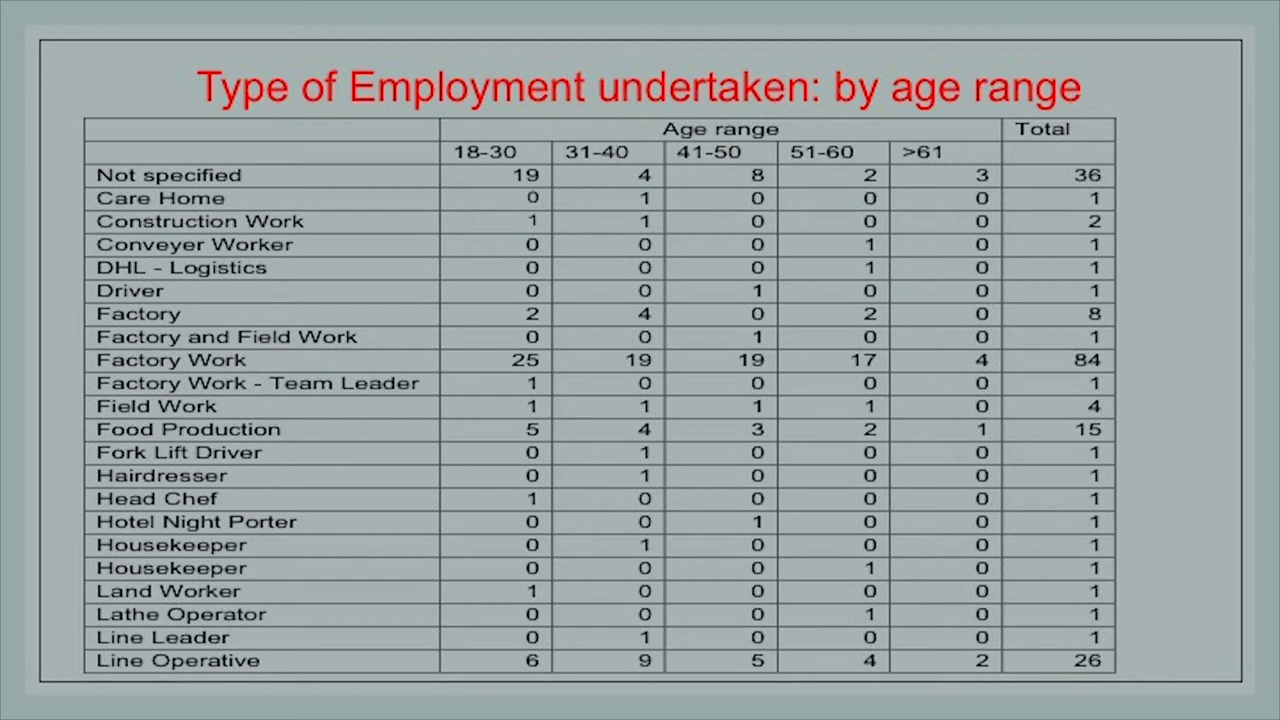 Type of Employment undertaken: by age range
Age range Total
18-30 31-40 41-50 51-60 >61
Not specified 19 4 8 2 3 36
Care Home 0 1 0 0 0 1
Construction Work 1 1 0 0 0 2
Conveyer Worker 0 0 0 1 0 1
DHL - Logistics 0 0 0 1 0 1
Driver 0 0 1 0 0 1
Factory 2 4 0 2 0 8
Factory and Field Work 0 0 1 0 0 1
Factory Work 25 19 19 17 4 84
Factory Work - Team Leader 1 0 0 0 0 1
Field Work 1 1 1 1 0 4
Food Production 5 4 3 2 1 15
Fork Lift Driver 0 1 0 0 0 1
Hairdresser 0 1 0 0 0 1
Head Chef 1 0 0 0 0 1
Hotel Night Porter 0 0 1 0 0 1
Housekeeper 0 1 0 0 0 1
Housekeeper 0 0 0 1 0 1
Land Worker 1 0 0 0 0 1
Lathe Operator 0 0 0 1 0 1
Line Leader 0 1 0 0 0 1
Line Operative 6 9 5 4 2 26